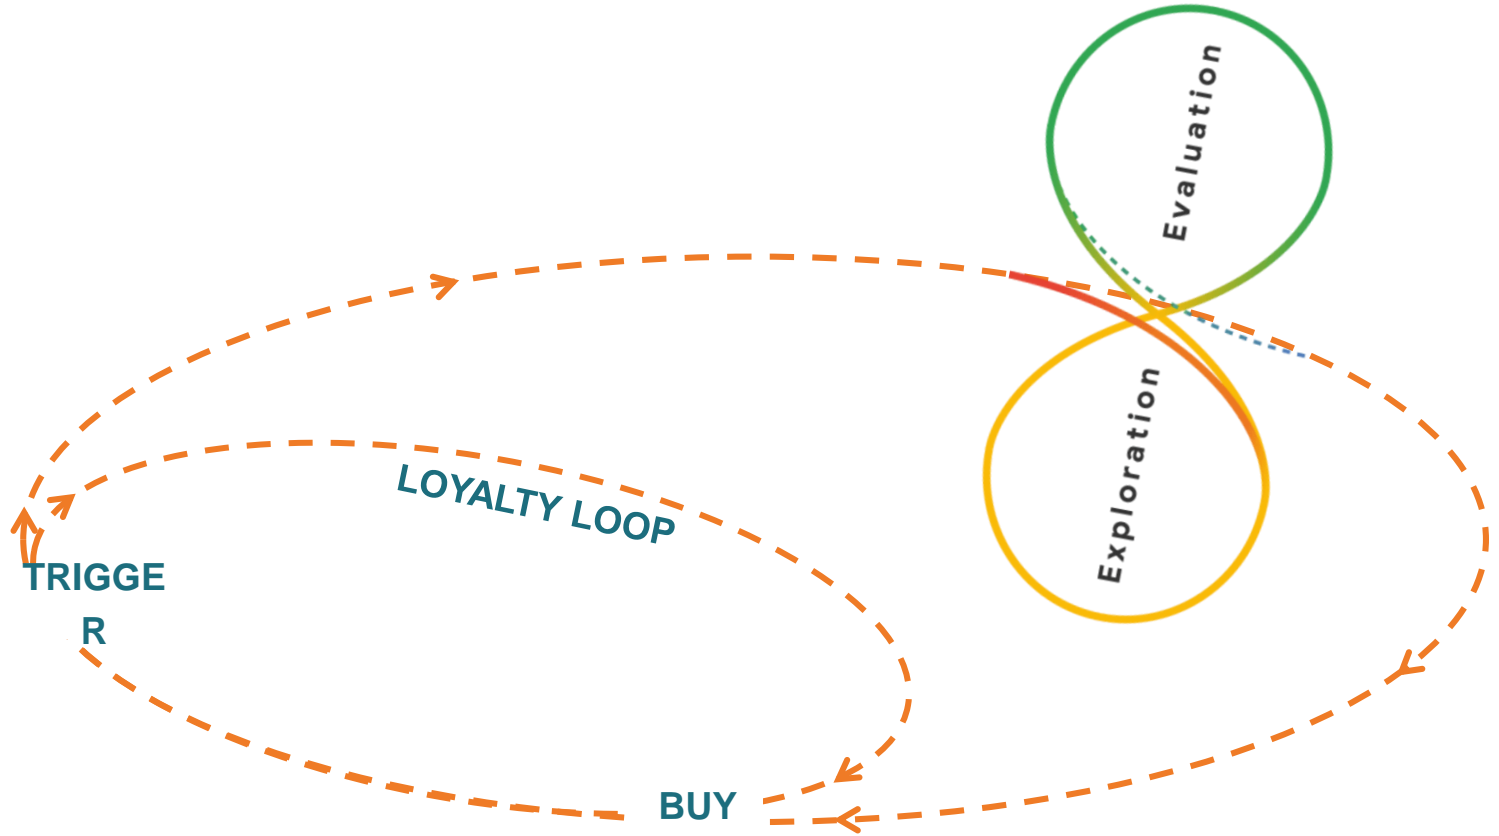 Evaluation
Exploration
LOYALTY LOOP
TRIGGE
R
BUY